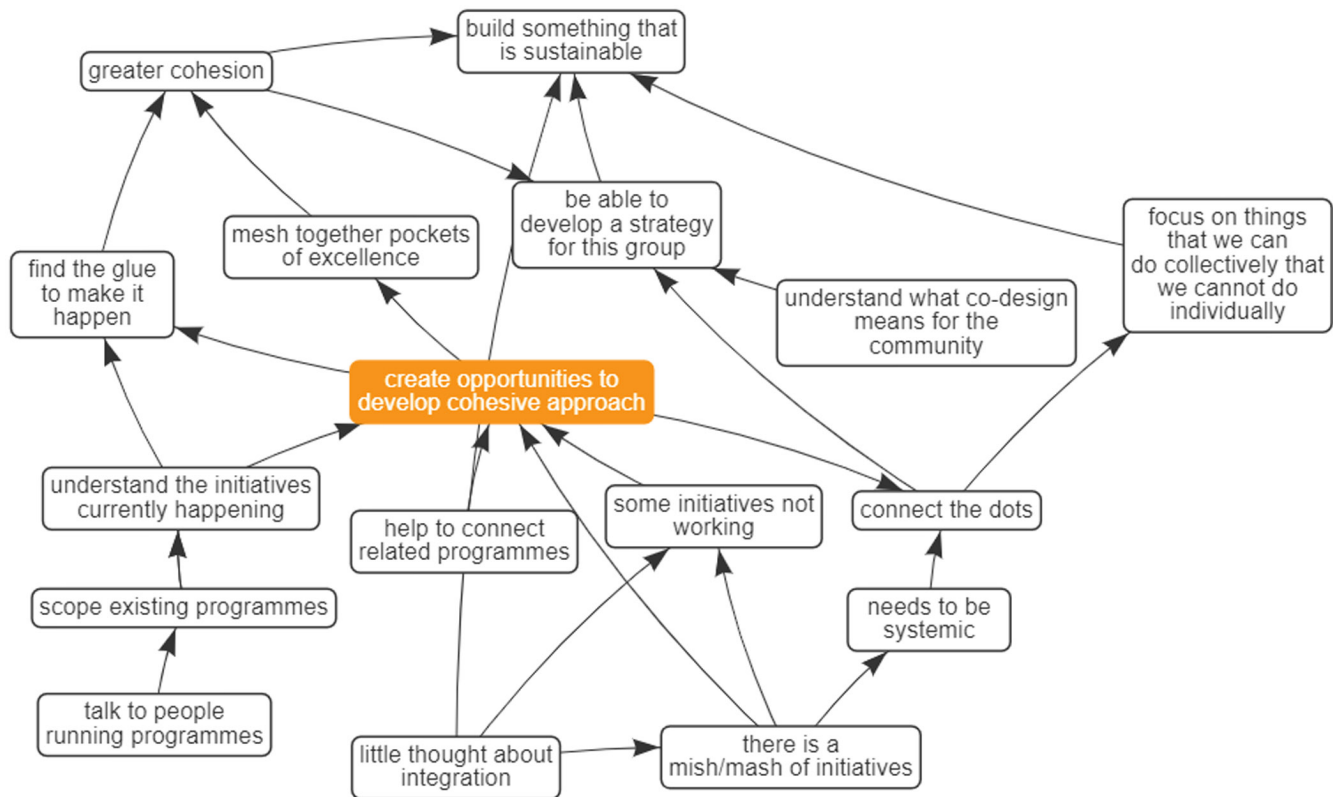 build something that
is sustainable
greater cohesion
be able to
develop a strategy
for this group
focus on things
that we can
do collectively that
we cannot do
individually
mesh together pockets
of excellence
find the glue
to make it
happen
understand what co-design
means for the
community
create opportunities to
develop cohesive approach
understand the initiatives
currently happening
some initiatives not
working
connect the dots
help to connect
related programmes
scope existing programmes
needs to be
systemic
talk to people
running programmes
little thought about
integration
there is a
mish/mash of initiatives